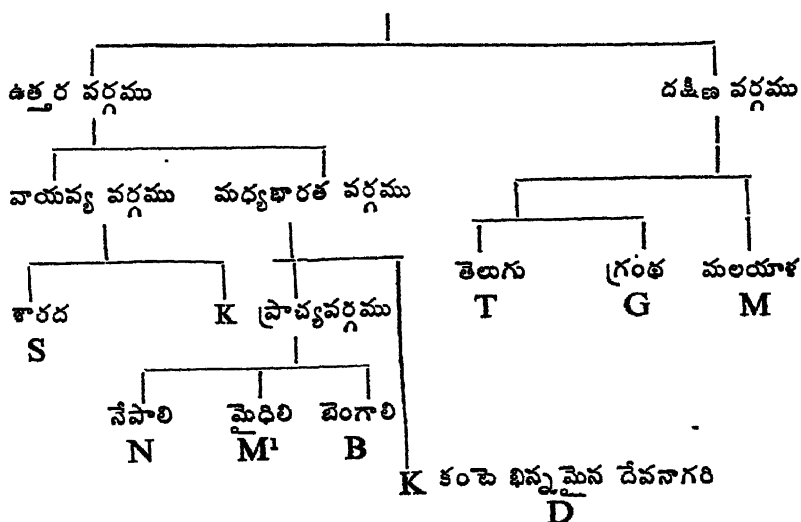 ఉత్తర వర్గము దక్షిణ వర్గము
వాయవ్య వర్గము మధ్యభారత వర్గము
తెలుగు గ్రంథ మలయాళ
T G M
శారద K ప్రాచ్యవర్గము
S
నేపాలి మైథిలి బెంగాలి
N M¹ B
K కంటె భిన్నమైన దేవనాగరి
D